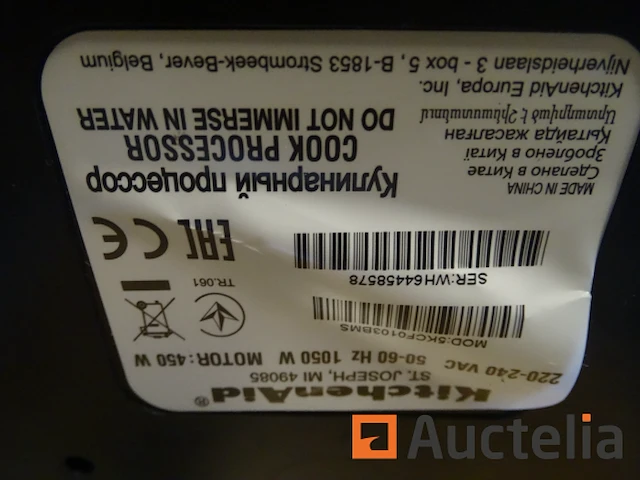 KitchenAid®
ST. JOSEPH, MI 49085
220-240 VAC 50-60 Hz 1050 W MOTOR:450 W
MOD:5KCF0103BMS
TR.061
SER:WH64458578
EAC CE
MADE IN CHINA
Сделано в Китае
Зроблено в Китаї
Қытайда жасалған
Արտադրված է Չինաստանում
Кулинарный процессор
COOK PROCESSOR
DO NOT IMMERSE IN WATER
KitchenAid Europa, Inc.
Nijverheidslaan 3 - box 5, B-1853 Strombeek-Bever, Belgium
Auctelia